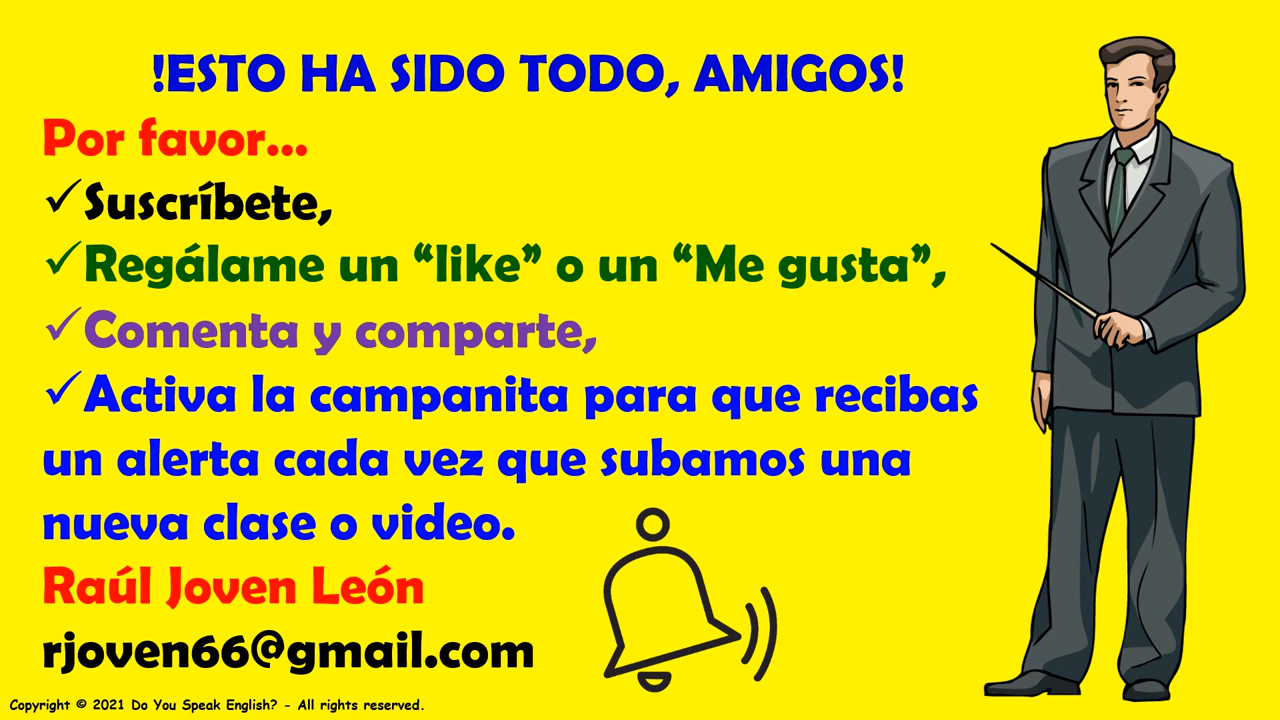 !ESTO HA SIDO TODO, AMIGOS!
Por favor...
✓Suscríbete,
✓Regálame un “like” o un “Me gusta”,
✓Comenta y comparte,
✓Activa la campanita para que recibas
un alerta cada vez que subamos una
nueva clase o video.
Raúl Joven León
rjoven66@gmail.com
Copyright © 2021 Do You Speak English? - All rights reserved.